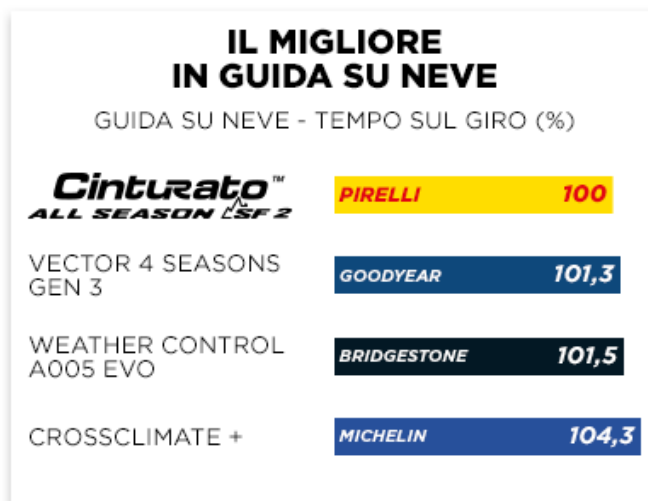 IL MIGLIORE
IN GUIDA SU NEVE
GUIDA SU NEVE - TEMPO SUL GIRO (%)
Cinturato™
ALL SEASON SF 2
PIRELLI 100
VECTOR 4 SEASONS
GEN 3
GOODYEAR 101,3
WEATHER CONTROL
A005 EVO
BRIDGESTONE 101,5
CROSSCLIMATE +
MICHELIN 104,3